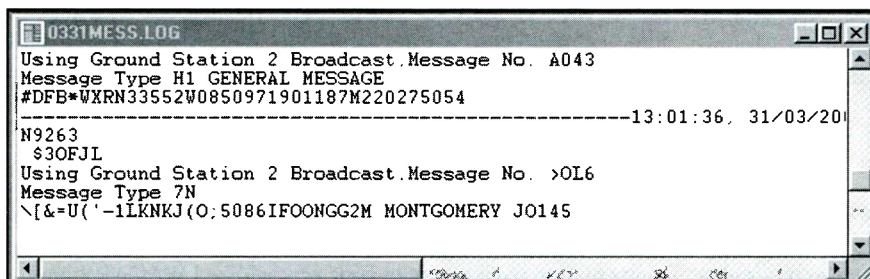 0331MESS.LOG
Using Ground Station 2 Broadcast.Message No. A043
Message Type H1 GENERAL MESSAGE
#DFB*WXRN33552W0850971901187M220275054
----------------------------------------------------13:01:36, 31/03/20
N9263
$3OFJL
Using Ground Station 2 Broadcast.Message No. >OL6
Message Type 7N
\[&=U('-1LKNKJ(O;5086IFOONGG2M MONTGOMERY JO145